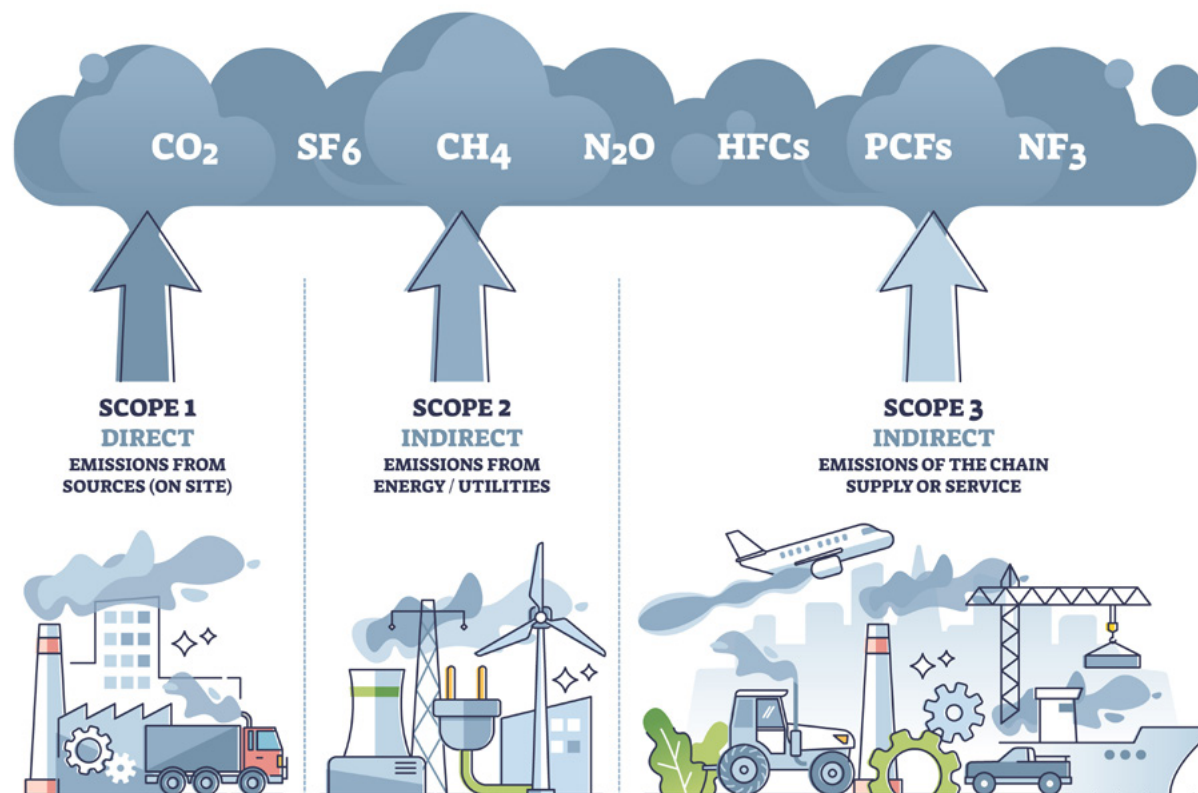 CO₂ SF₆ CH₄ N₂O HFCs PCFs NF₃
SCOPE 1
DIRECT
EMISSIONS FROM
SOURCES (ON SITE)
SCOPE 2
INDIRECT
EMISSIONS FROM
ENERGY / UTILITIES
SCOPE 3
INDIRECT
EMISSIONS OF THE CHAIN
SUPPLY OR SERVICE